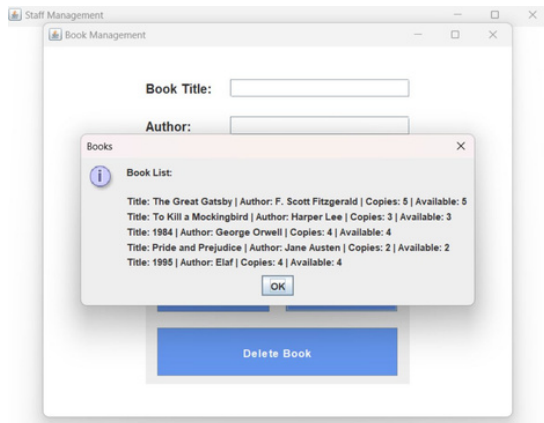 Staff Management
Book Management
Book Title:
Author:
Books
Book List:
Title: The Great Gatsby | Author: F. Scott Fitzgerald | Copies: 5 | Available: 5
Title: To Kill a Mockingbird | Author: Harper Lee | Copies: 3 | Available: 3
Title: 1984 | Author: George Orwell | Copies: 4 | Available: 4
Title: Pride and Prejudice | Author: Jane Austen | Copies: 2 | Available: 2
Title: 1995 | Author: Elaf | Copies: 4 | Available: 4
OK
Delete Book